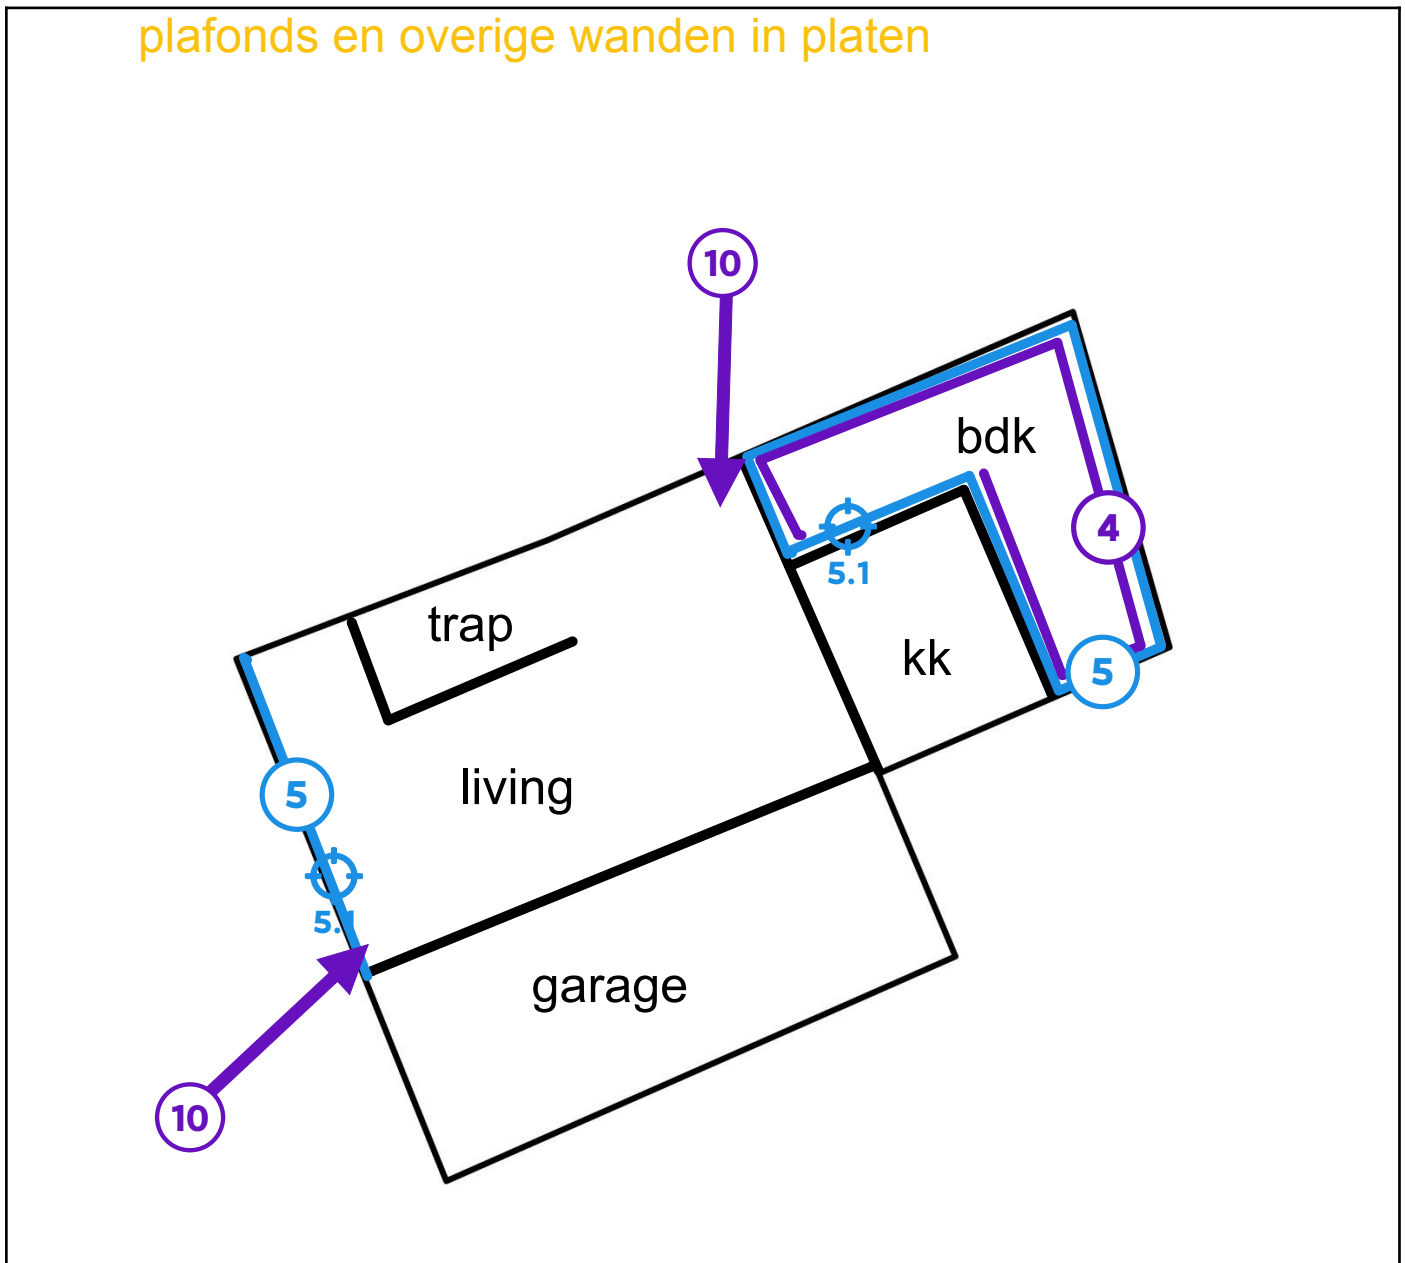 plafonds en overige wanden in platen
10
bdk
4
5.1
trap
kk
5
living
5
5.1
garage
10